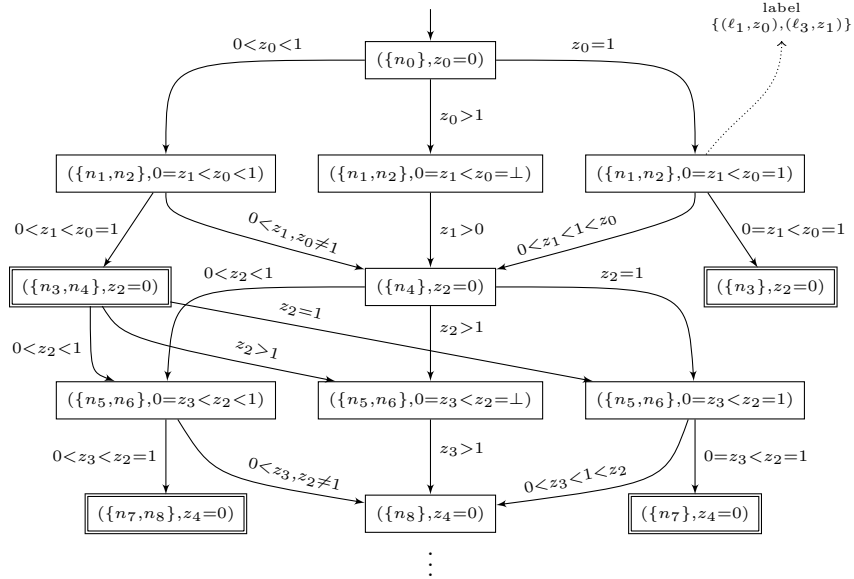 label
{(ℓ₁,z₀),(ℓ₃,z₁)}
0<z₀<1
z₀=1
({n₀},z₀=0)
z₀>1
({n₁,n₂},0=z₁<z₀<1)
({n₁,n₂},0=z₁<z₀=⊥)
({n₁,n₂},0=z₁<z₀=1)
0<z₁<z₀=1
0<z₁,z₀≠1
z₁>0
0<z₁<1<z₀
0=z₁<z₀=1
({n₃,n₄},z₂=0)
0<z₂<1
({n₄},z₂=0)
z₂=1
({n₃},z₂=0)
z₂=1
0<z₂<1
z₂>1
z₂>1
({n₅,n₆},0=z₃<z₂<1)
({n₅,n₆},0=z₃<z₂=⊥)
({n₅,n₆},0=z₃<z₂=1)
0<z₃<z₂=1
0<z₃,z₂≠1
z₃>1
0<z₃<1<z₂
0=z₃<z₂=1
({n₇,n₈},z₄=0)
({n₈},z₄=0)
({n₇},z₄=0)
⋮